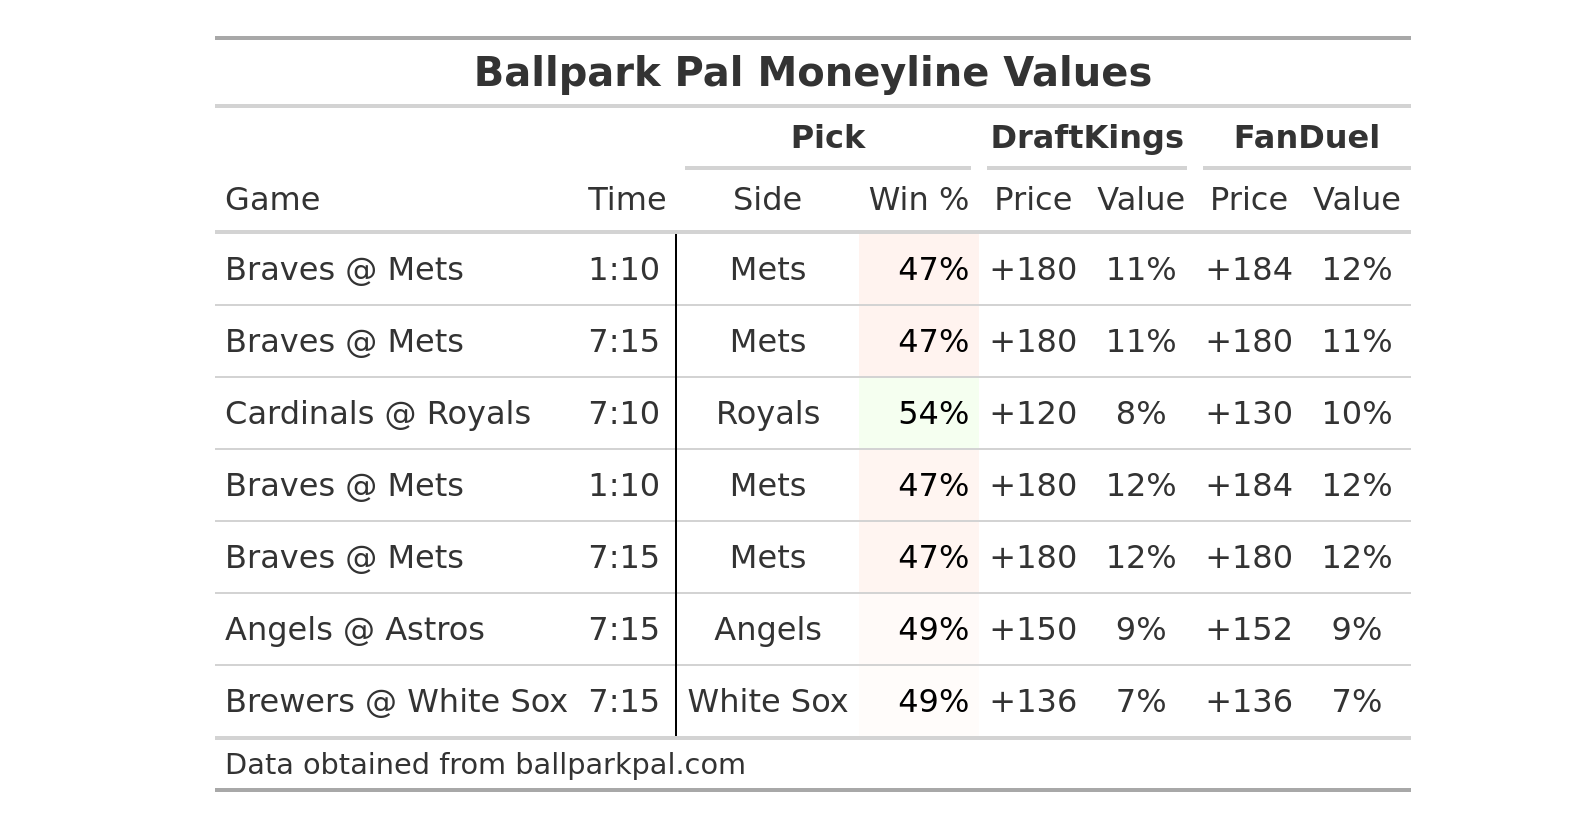 Ballpark Pal Moneyline Values
Pick DraftKings FanDuel
Game Time Side Win % Price Value Price Value
Braves @ Mets 1:10 Mets 47% +180 11% +184 12%
Braves @ Mets 7:15 Mets 47% +180 11% +180 11%
Cardinals @ Royals 7:10 Royals 54% +120 8% +130 10%
Braves @ Mets 1:10 Mets 47% +180 12% +184 12%
Braves @ Mets 7:15 Mets 47% +180 12% +180 12%
Angels @ Astros 7:15 Angels 49% +150 9% +152 9%
Brewers @ White Sox 7:15 White Sox 49% +136 7% +136 7%
Data obtained from ballparkpal.com